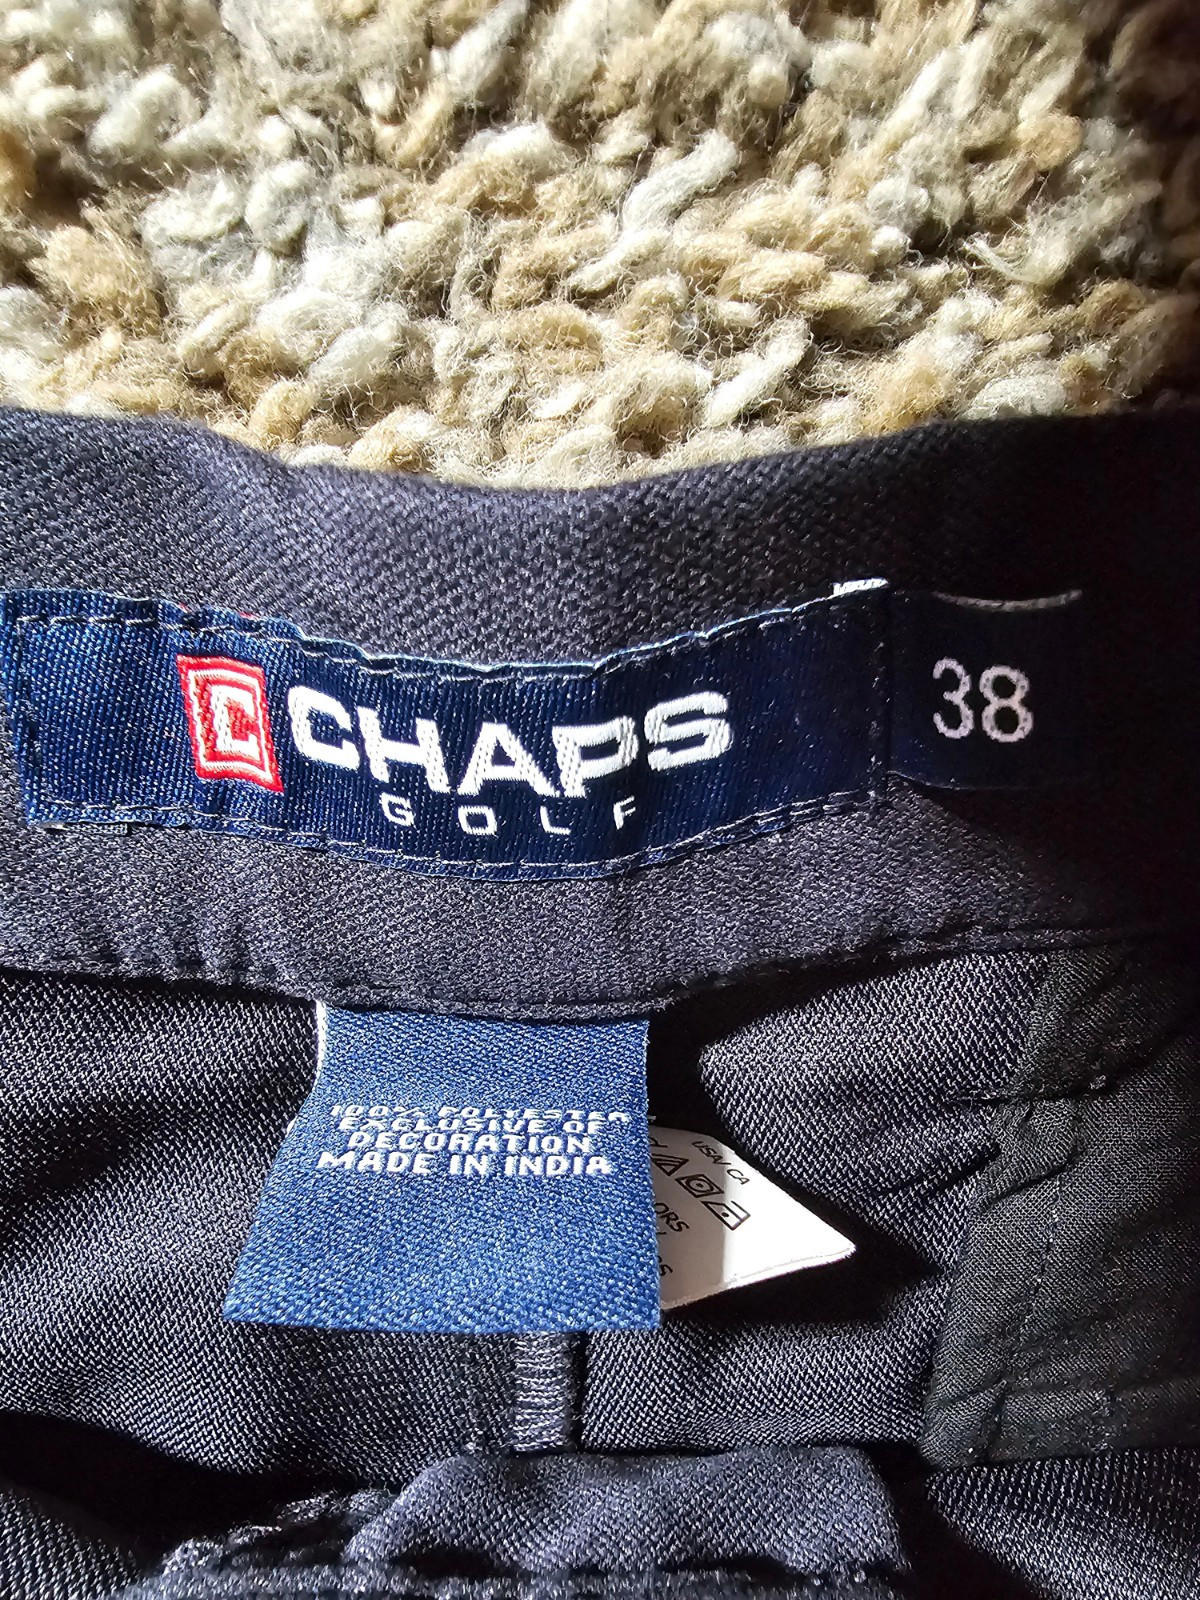 C CHAPS
GOLF
38
100% POLYESTER
EXCLUSIVE OF
DECORATION
MADE IN INDIA
USA/ CA